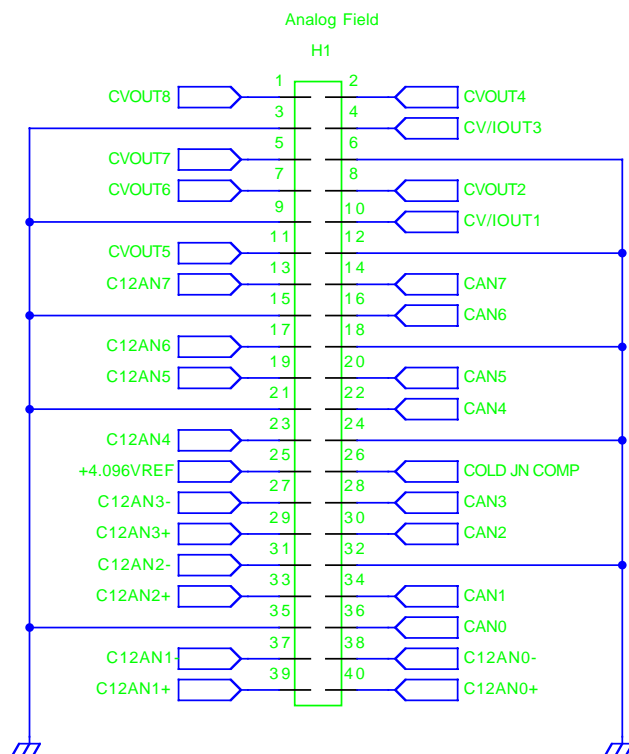 Analog Field
H1
1 2
CVOUT8 CVOUT4
3 4
CV/IOUT3
5 6
CVOUT7
7 8
CVOUT6 CVOUT2
9 10
CV/IOUT1
11 12
CVOUT5
13 14
C12AN7 CAN7
15 16
CAN6
17 18
C12AN6
19 20
C12AN5 CAN5
21 22
CAN4
23 24
C12AN4
25 26
+4.096VREF COLD JN COMP
27 28
C12AN3- CAN3
29 30
C12AN3+ CAN2
31 32
C12AN2-
33 34
C12AN2+ CAN1
35 36
CAN0
37 38
C12AN1- C12AN0-
39 40
C12AN1+ C12AN0+